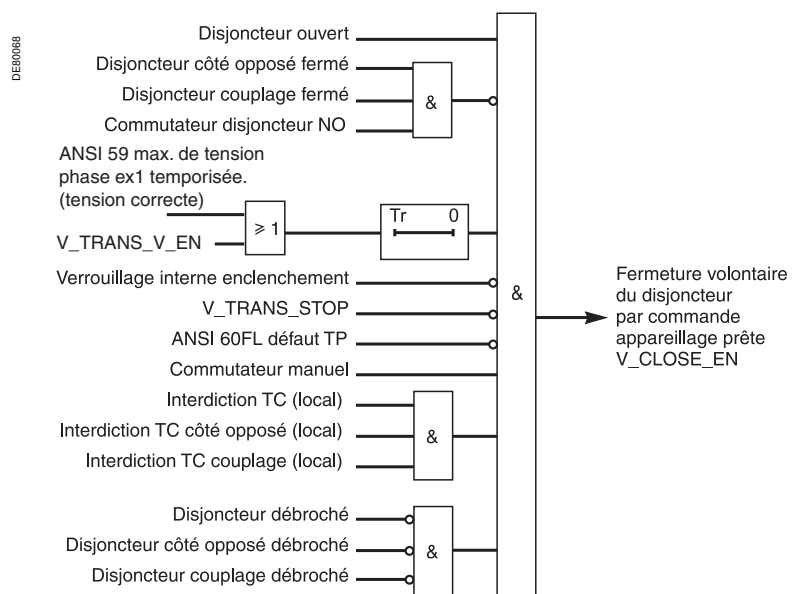 DE80068
Disjoncteur ouvert
Disjoncteur côté opposé fermé
Disjoncteur couplage fermé
Commutateur disjoncteur NO
&
ANSI 59 max. de tension
phase ex1 temporisée.
(tension correcte)
V_TRANS_V_EN
⩾ 1
Tr 0
Verrouillage interne enclenchement
V_TRANS_STOP
ANSI 60FL défaut TP
Commutateur manuel
&
Fermeture volontaire
du disjoncteur
par commande
appareillage prête
V_CLOSE_EN
Interdiction TC (local)
Interdiction TC côté opposé (local)
Interdiction TC couplage (local)
&
Disjoncteur débroché
Disjoncteur côté opposé débroché
Disjoncteur couplage débroché
&